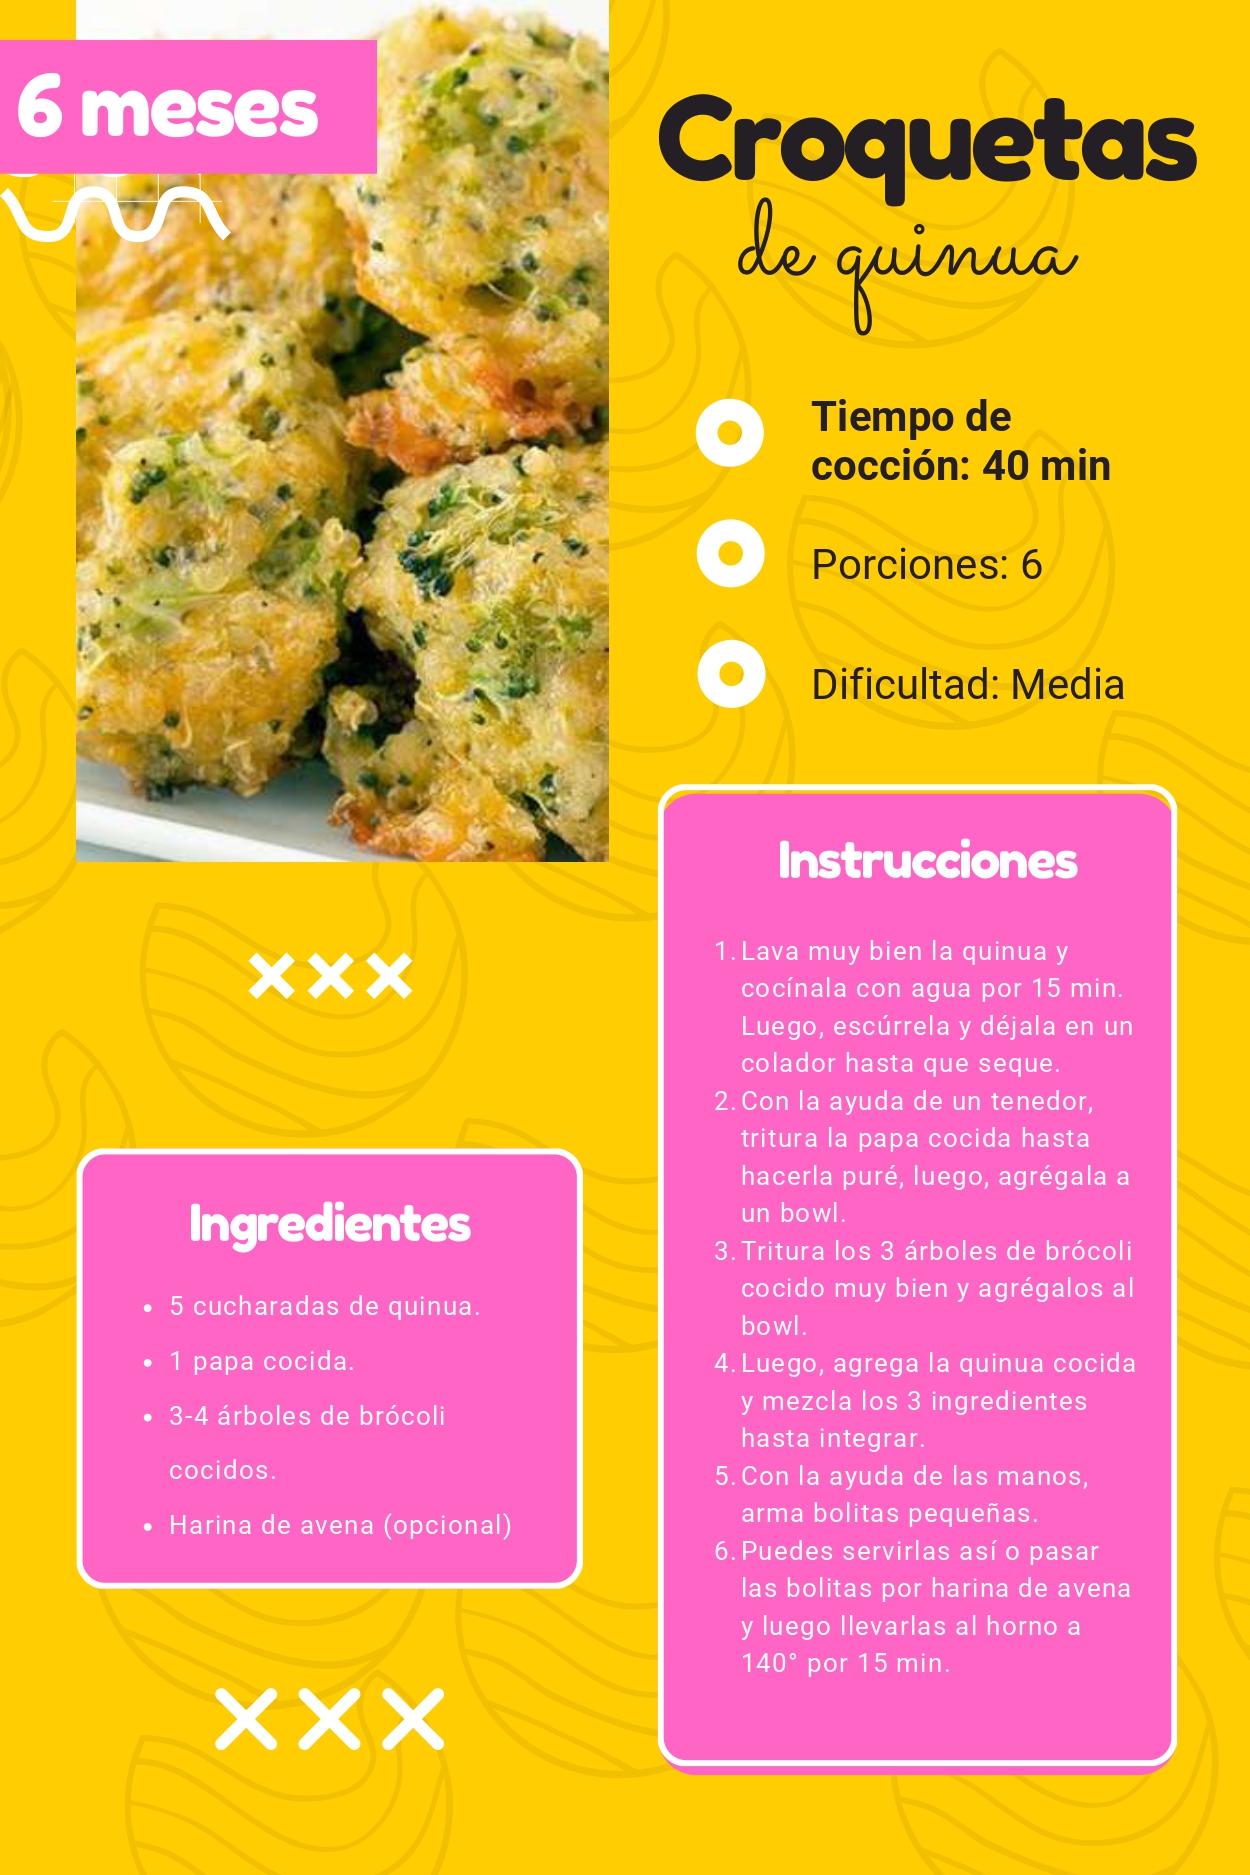 6 meses
Croquetas
de quinua
Tiempo de
cocción: 40 min
Porciones: 6
Dificultad: Media
Instrucciones
1. Lava muy bien la quinua y
cocínala con agua por 15 min.
Luego, escúrrela y déjala en un
colador hasta que seque.
2. Con la ayuda de un tenedor,
tritura la papa cocida hasta
hacerla puré, luego, agrégala a
un bowl.
3. Tritura los 3 árboles de brócoli
cocido muy bien y agrégalos al
bowl.
4. Luego, agrega la quinua cocida
y mezcla los 3 ingredientes
hasta integrar.
5. Con la ayuda de las manos,
arma bolitas pequeñas.
6. Puedes servirlas así o pasar
las bolitas por harina de avena
y luego llevarlas al horno a
140° por 15 min.
Ingredientes
• 5 cucharadas de quinua.
• 1 papa cocida.
• 3-4 árboles de brócoli
cocidos.
• Harina de avena (opcional)